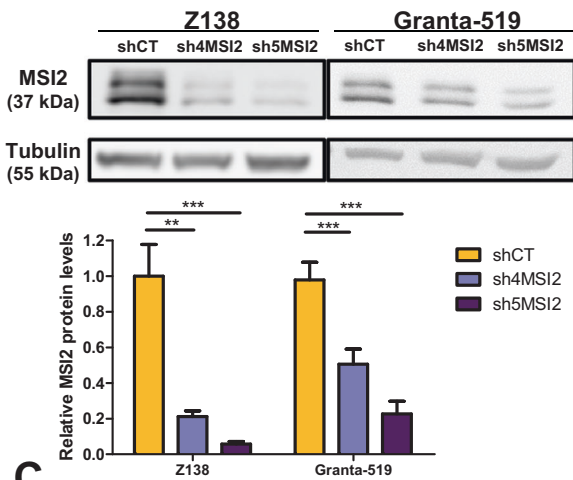 Z138 Granta-519
shCT sh4MSI2 sh5MSI2 shCT sh4MSI2 sh5MSI2
MSI2
(37 kDa)
Tubulin
(55 kDa)
*** ***
** ***
Relative MSI2 protein levels
1.2
1.0
0.8
0.6
0.4
0.2
0.0
Z138 Granta-519
shCT
sh4MSI2
sh5MSI2
C